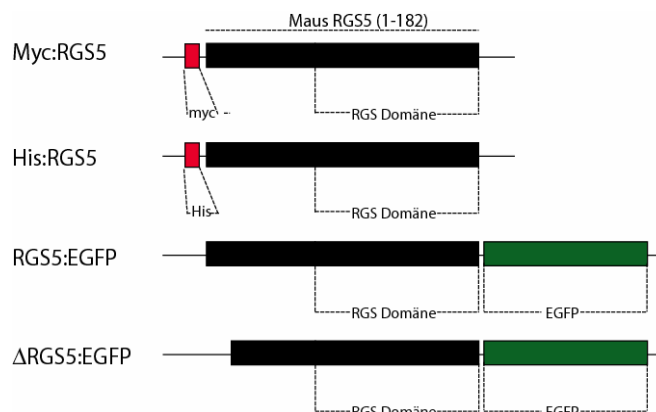 Maus RGS5 (1-182)
Myc:RGS5
myc
RGS Domäne
His:RGS5
His
RGS Domäne
RGS5:EGFP
RGS Domäne
EGFP
ΔRGS5:EGFP
RGS Domäne
EGFP